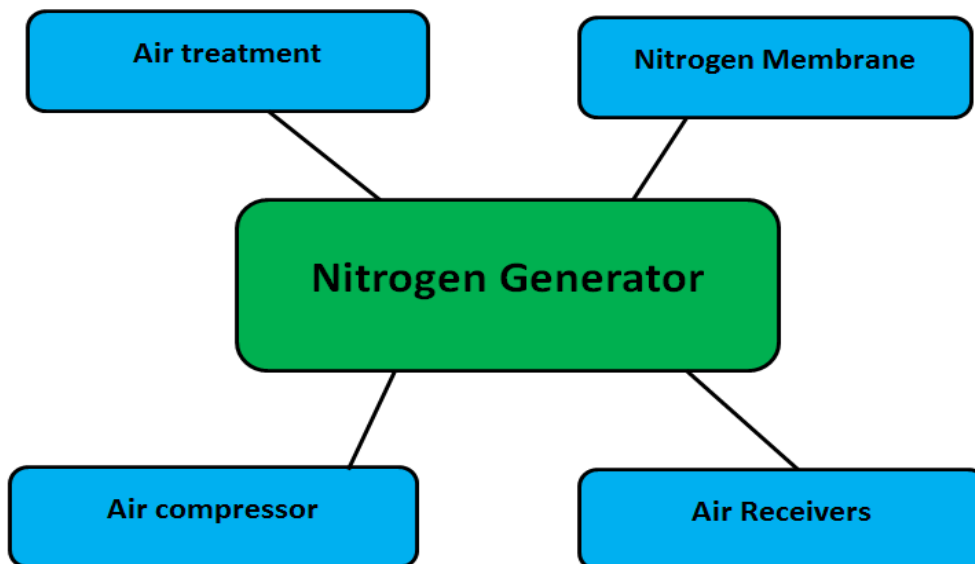 Air treatment
Nitrogen Membrane
Nitrogen Generator
Air compressor
Air Receivers